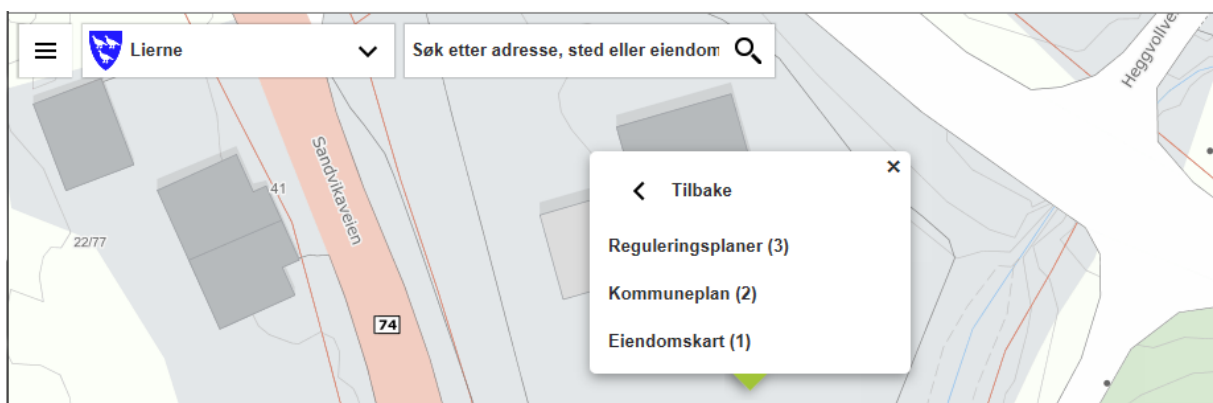 Lierne
Søk etter adresse, sted eller eiendom
Heggvollve
Sandvikaveien
41
22/77
74
Tilbake
Reguleringsplaner (3)
Kommuneplan (2)
Eiendomskart (1)